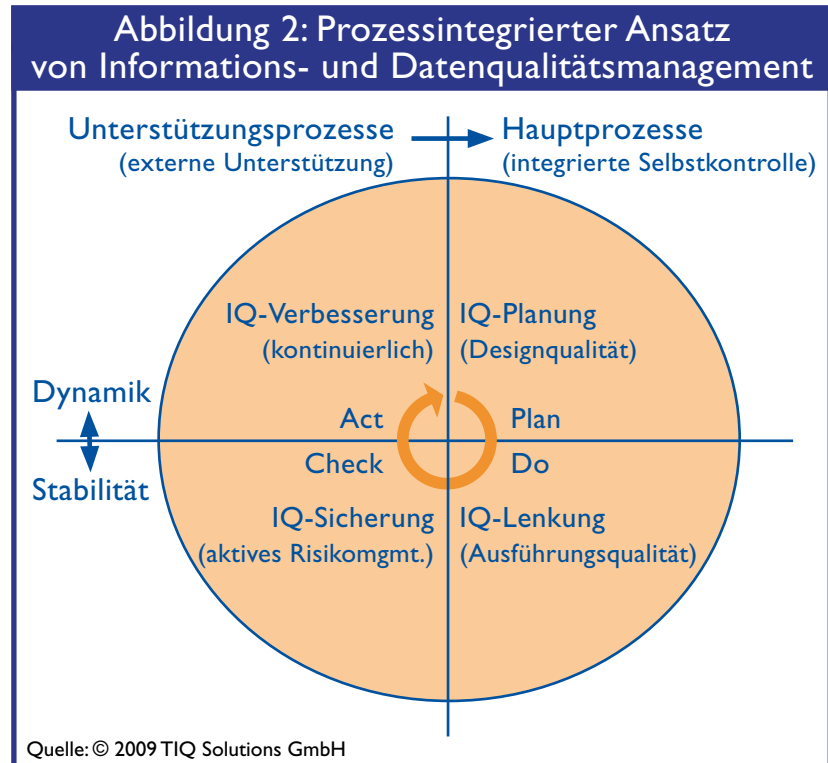 Abbildung 2: Prozessintegrierter Ansatz
von Informations- und Datenqualitätsmanagement
Unterstützungsprozesse
(externe Unterstützung)
Hauptprozesse
(integrierte Selbstkontrolle)
IQ-Verbesserung
(kontinuierlich)
IQ-Planung
(Designqualität)
Dynamik
Stabilität
Act
Plan
Check
Do
IQ-Sicherung
(aktives Risikomgmt.)
IQ-Lenkung
(Ausführungsqualität)
Quelle: © 2009 TIQ Solutions GmbH